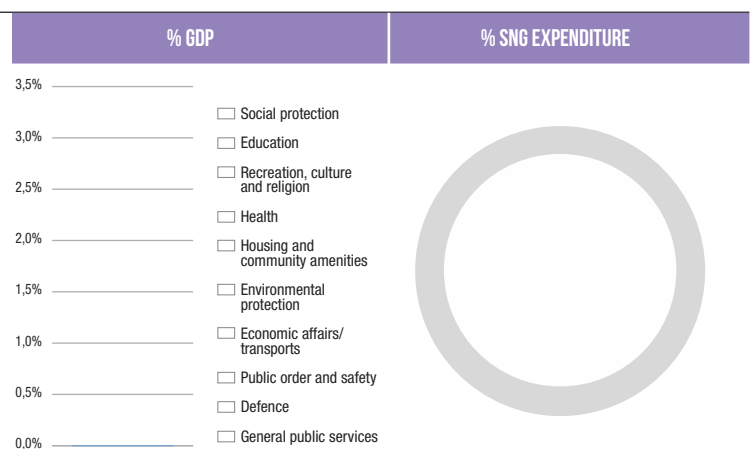 % GDP
% SNG EXPENDITURE
3,5%
3,0%
2,5%
2,0%
1,5%
1,0%
0,5%
0,0%
Social protection
Education
Recreation, culture
and religion
Health
Housing and
community amenities
Environmental
protection
Economic affairs/
transports
Public order and safety
Defence
General public services